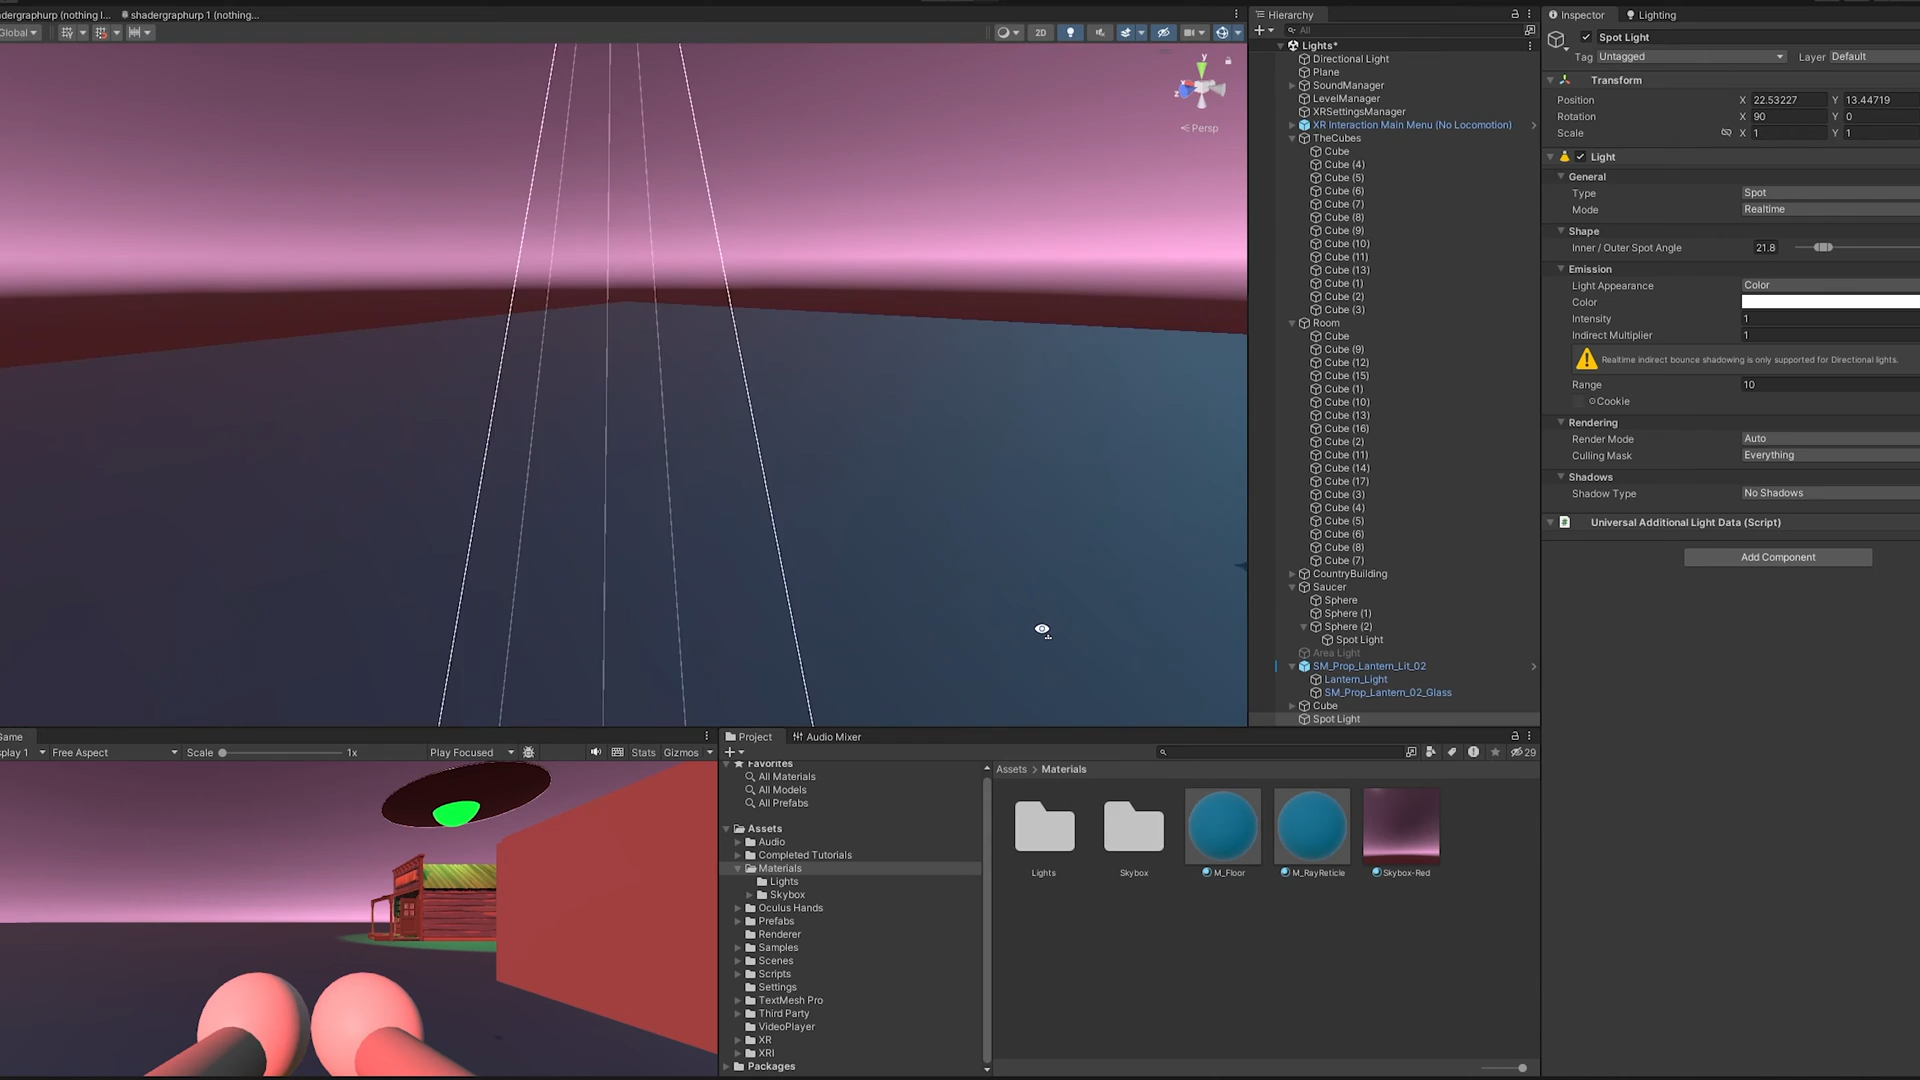 dergraphurp (nothing l...
shadergraphurp 1 (nothing...
Global
2D
y
z
Persp
Hierarchy
All
Lights*
Directional Light
Plane
SoundManager
LevelManager
XRSettingsManager
XR Interaction Main Menu (No Locomotion)
TheCubes
Cube
Cube (4)
Cube (5)
Cube (6)
Cube (7)
Cube (8)
Cube (9)
Cube (10)
Cube (11)
Cube (13)
Cube (1)
Cube (2)
Cube (3)
Room
Cube
Cube (9)
Cube (12)
Cube (15)
Cube (1)
Cube (10)
Cube (13)
Cube (16)
Cube (2)
Cube (11)
Cube (14)
Cube (17)
Cube (3)
Cube (4)
Cube (5)
Cube (6)
Cube (8)
Cube (7)
CountryBuilding
Saucer
Sphere
Sphere (1)
Sphere (2)
Spot Light
Area Light
SM_Prop_Lantern_Lit_02
Lantern_Light
SM_Prop_Lantern_02_Glass
Cube
Spot Light
Inspector
Lighting
Spot Light
Tag Untagged Layer Default
Transform
Position X 22.53227 Y 13.44719
Rotation X 90 Y 0
Scale X 1 Y 1
Light
General
Type Spot
Mode Realtime
Shape
Inner / Outer Spot Angle 21.8
Emission
Light Appearance Color
Color
Intensity 1
Indirect Multiplier 1
Realtime indirect bounce shadowing is only supported for Directional lights.
Range 10
Cookie
Rendering
Render Mode Auto
Culling Mask Everything
Shadows
Shadow Type No Shadows
Universal Additional Light Data (Script)
Add Component
Game
splay 1 Free Aspect Scale 1x Play Focused Stats Gizmos
Project
Audio Mixer
29
Favorites
All Materials
All Models
All Prefabs
Assets
Audio
Completed Tutorials
Materials
Lights
Skybox
Oculus Hands
Prefabs
Renderer
Samples
Scenes
Scripts
Settings
TextMesh Pro
Third Party
VideoPlayer
XR
XRI
Packages
Assets > Materials
Lights
Skybox
M_Floor
M_RayReticle
Skybox-Red